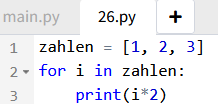 main.py 26.py +
1 zahlen = [1, 2, 3]
2 for i in zahlen:
3     print(i*2)